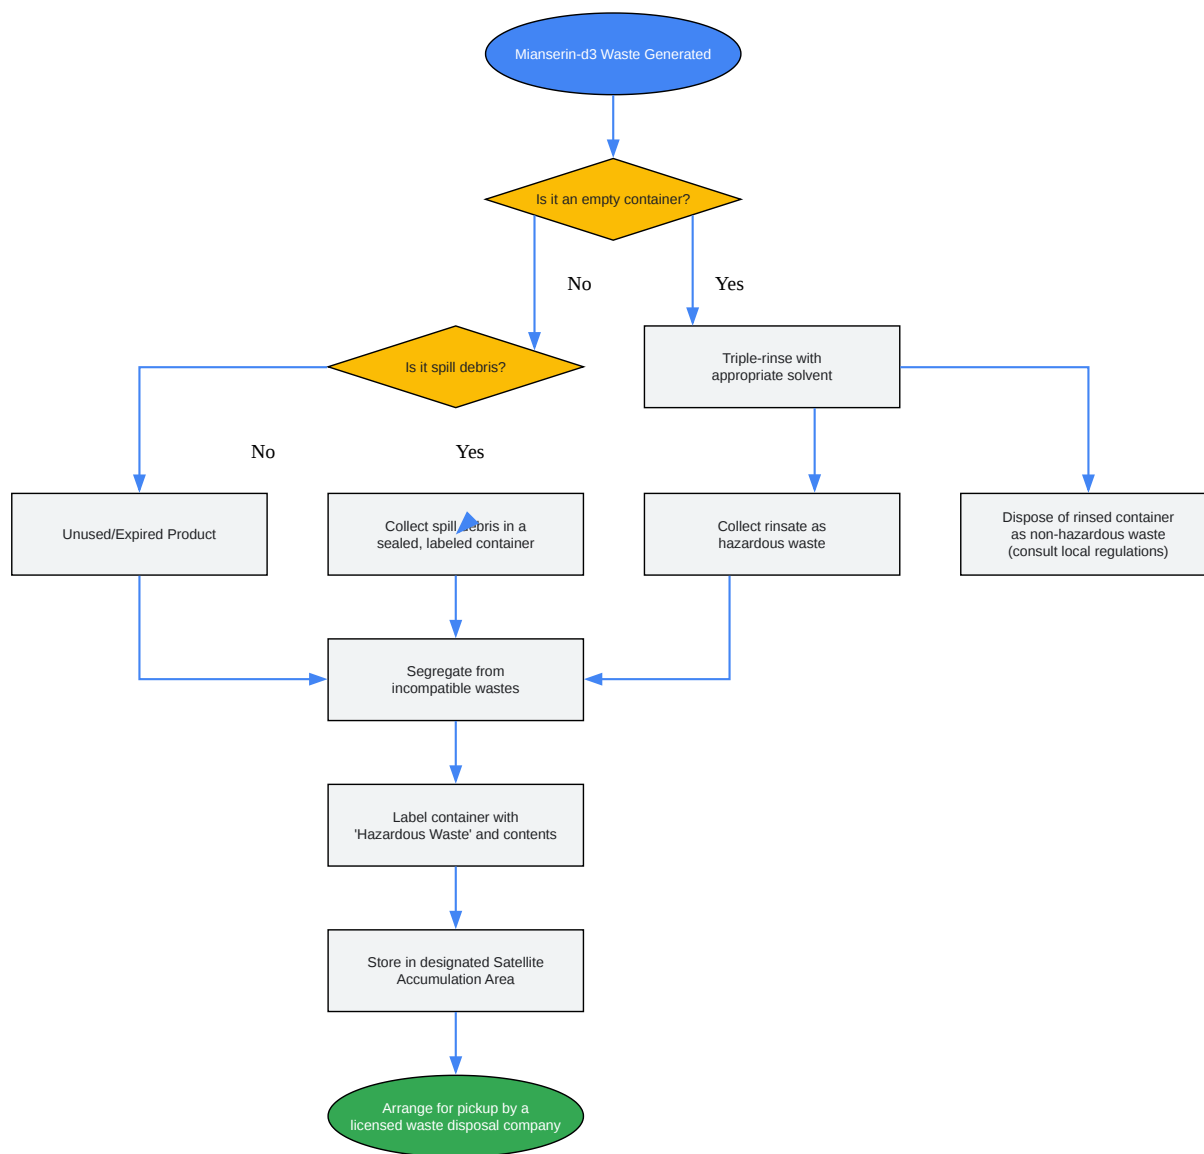 Mianserin-d3 Waste Generated
Is it an empty container?
No
Yes
Is it spill debris?
Triple-rinse with
appropriate solvent
No
Yes
Unused/Expired Product
Collect spill debris in a
sealed, labeled container
Collect rinsate as
hazardous waste
Dispose of rinsed container
as non-hazardous waste
(consult local regulations)
Segregate from
incompatible wastes
Label container with
'Hazardous Waste' and contents
Store in designated Satellite
Accumulation Area
Arrange for pickup by a
licensed waste disposal company